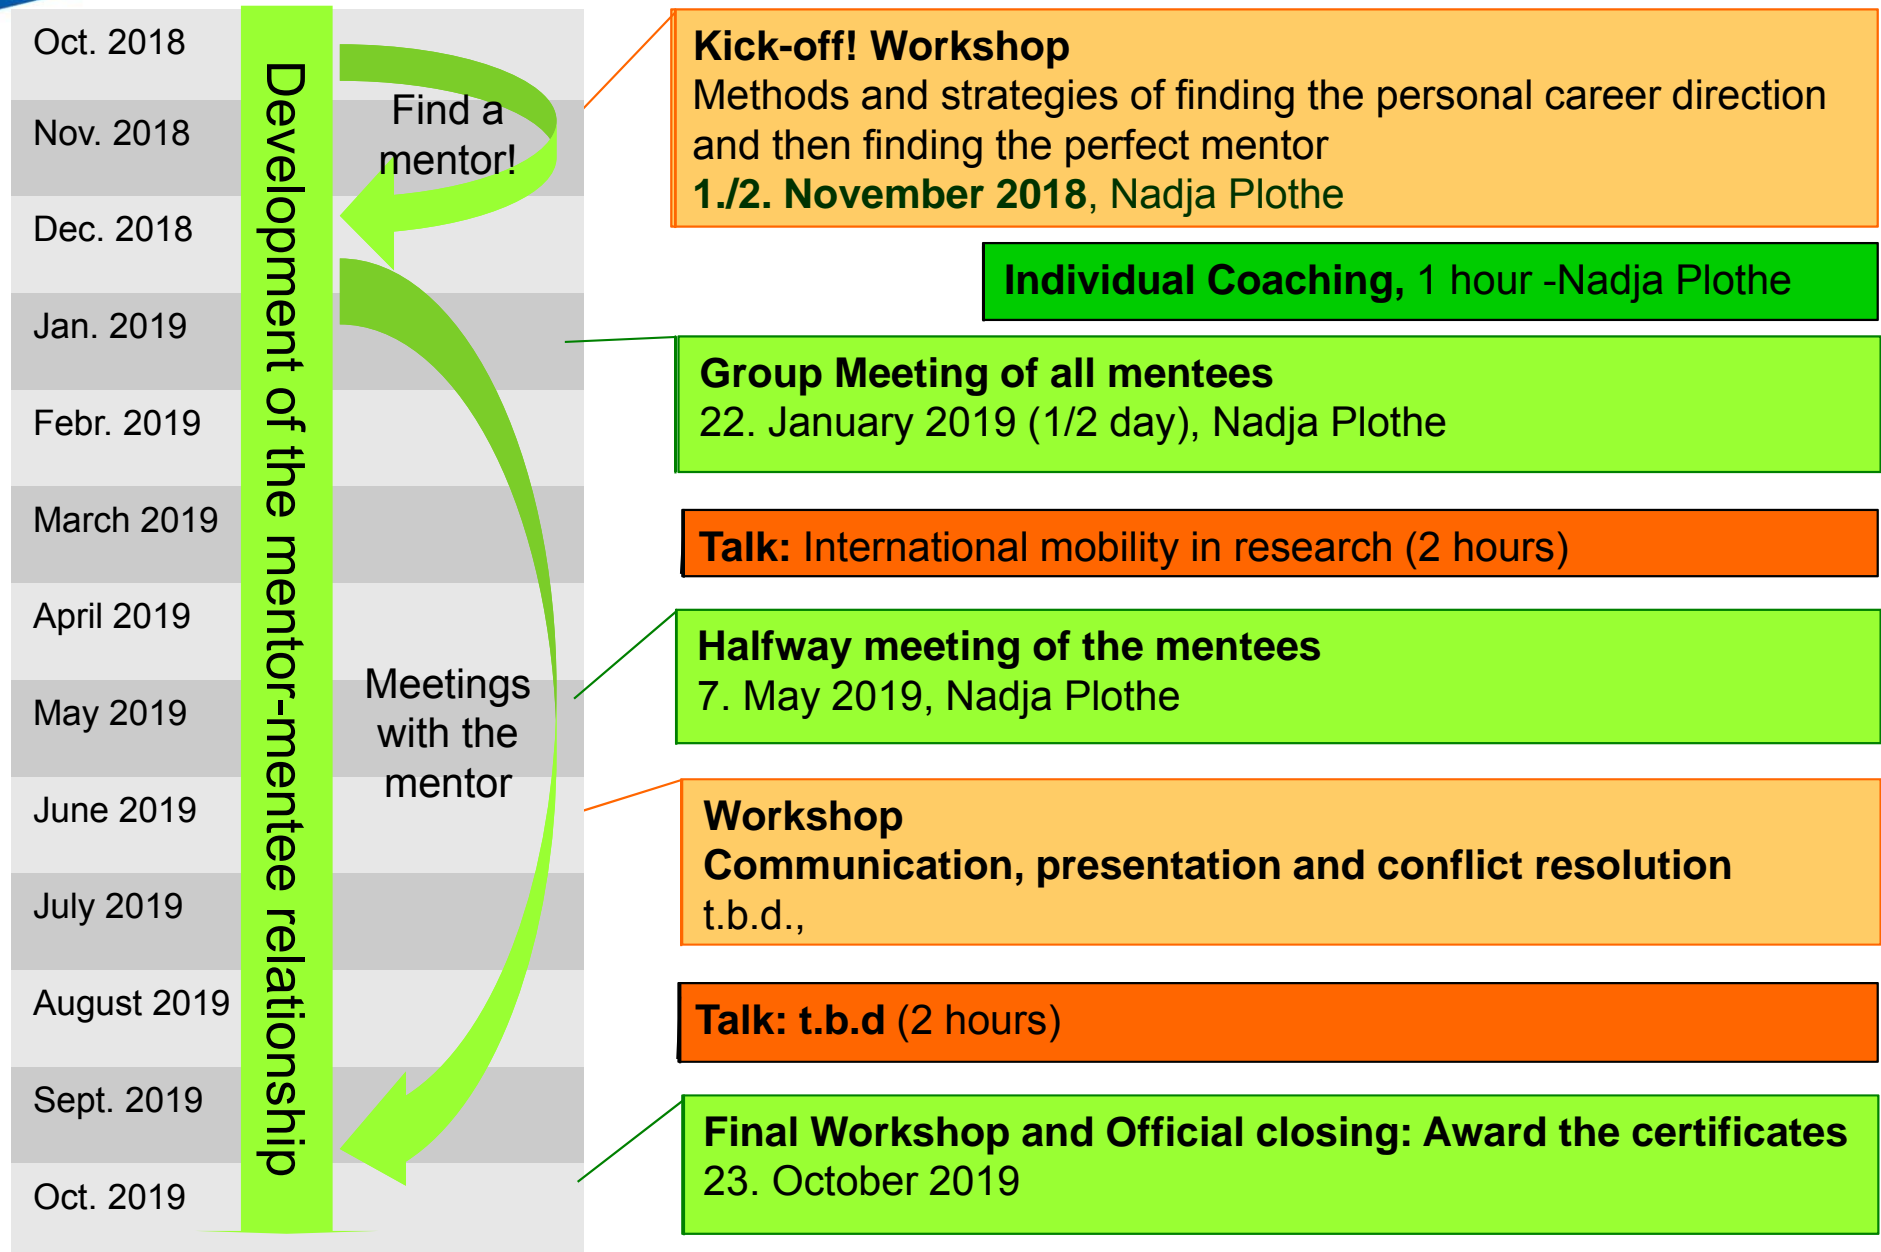 Oct. 2018
Nov. 2018
Dec. 2018
Jan. 2019
Febr. 2019
March 2019
April 2019
May 2019
June 2019
July 2019
August 2019
Sept. 2019
Oct. 2019
Development of the mentor-mentee relationship
Find a
mentor!
Meetings
with the
mentor
Kick-off! Workshop
Methods and strategies of finding the personal career direction
and then finding the perfect mentor
1./2. November 2018, Nadja Plothe
Individual Coaching, 1 hour -Nadja Plothe
Group Meeting of all mentees
22. January 2019 (1/2 day), Nadja Plothe
Talk: International mobility in research (2 hours)
Halfway meeting of the mentees
7. May 2019, Nadja Plothe
Workshop
Communication, presentation and conflict resolution
t.b.d.,
Talk: t.b.d (2 hours)
Final Workshop and Official closing: Award the certificates
23. October 2019